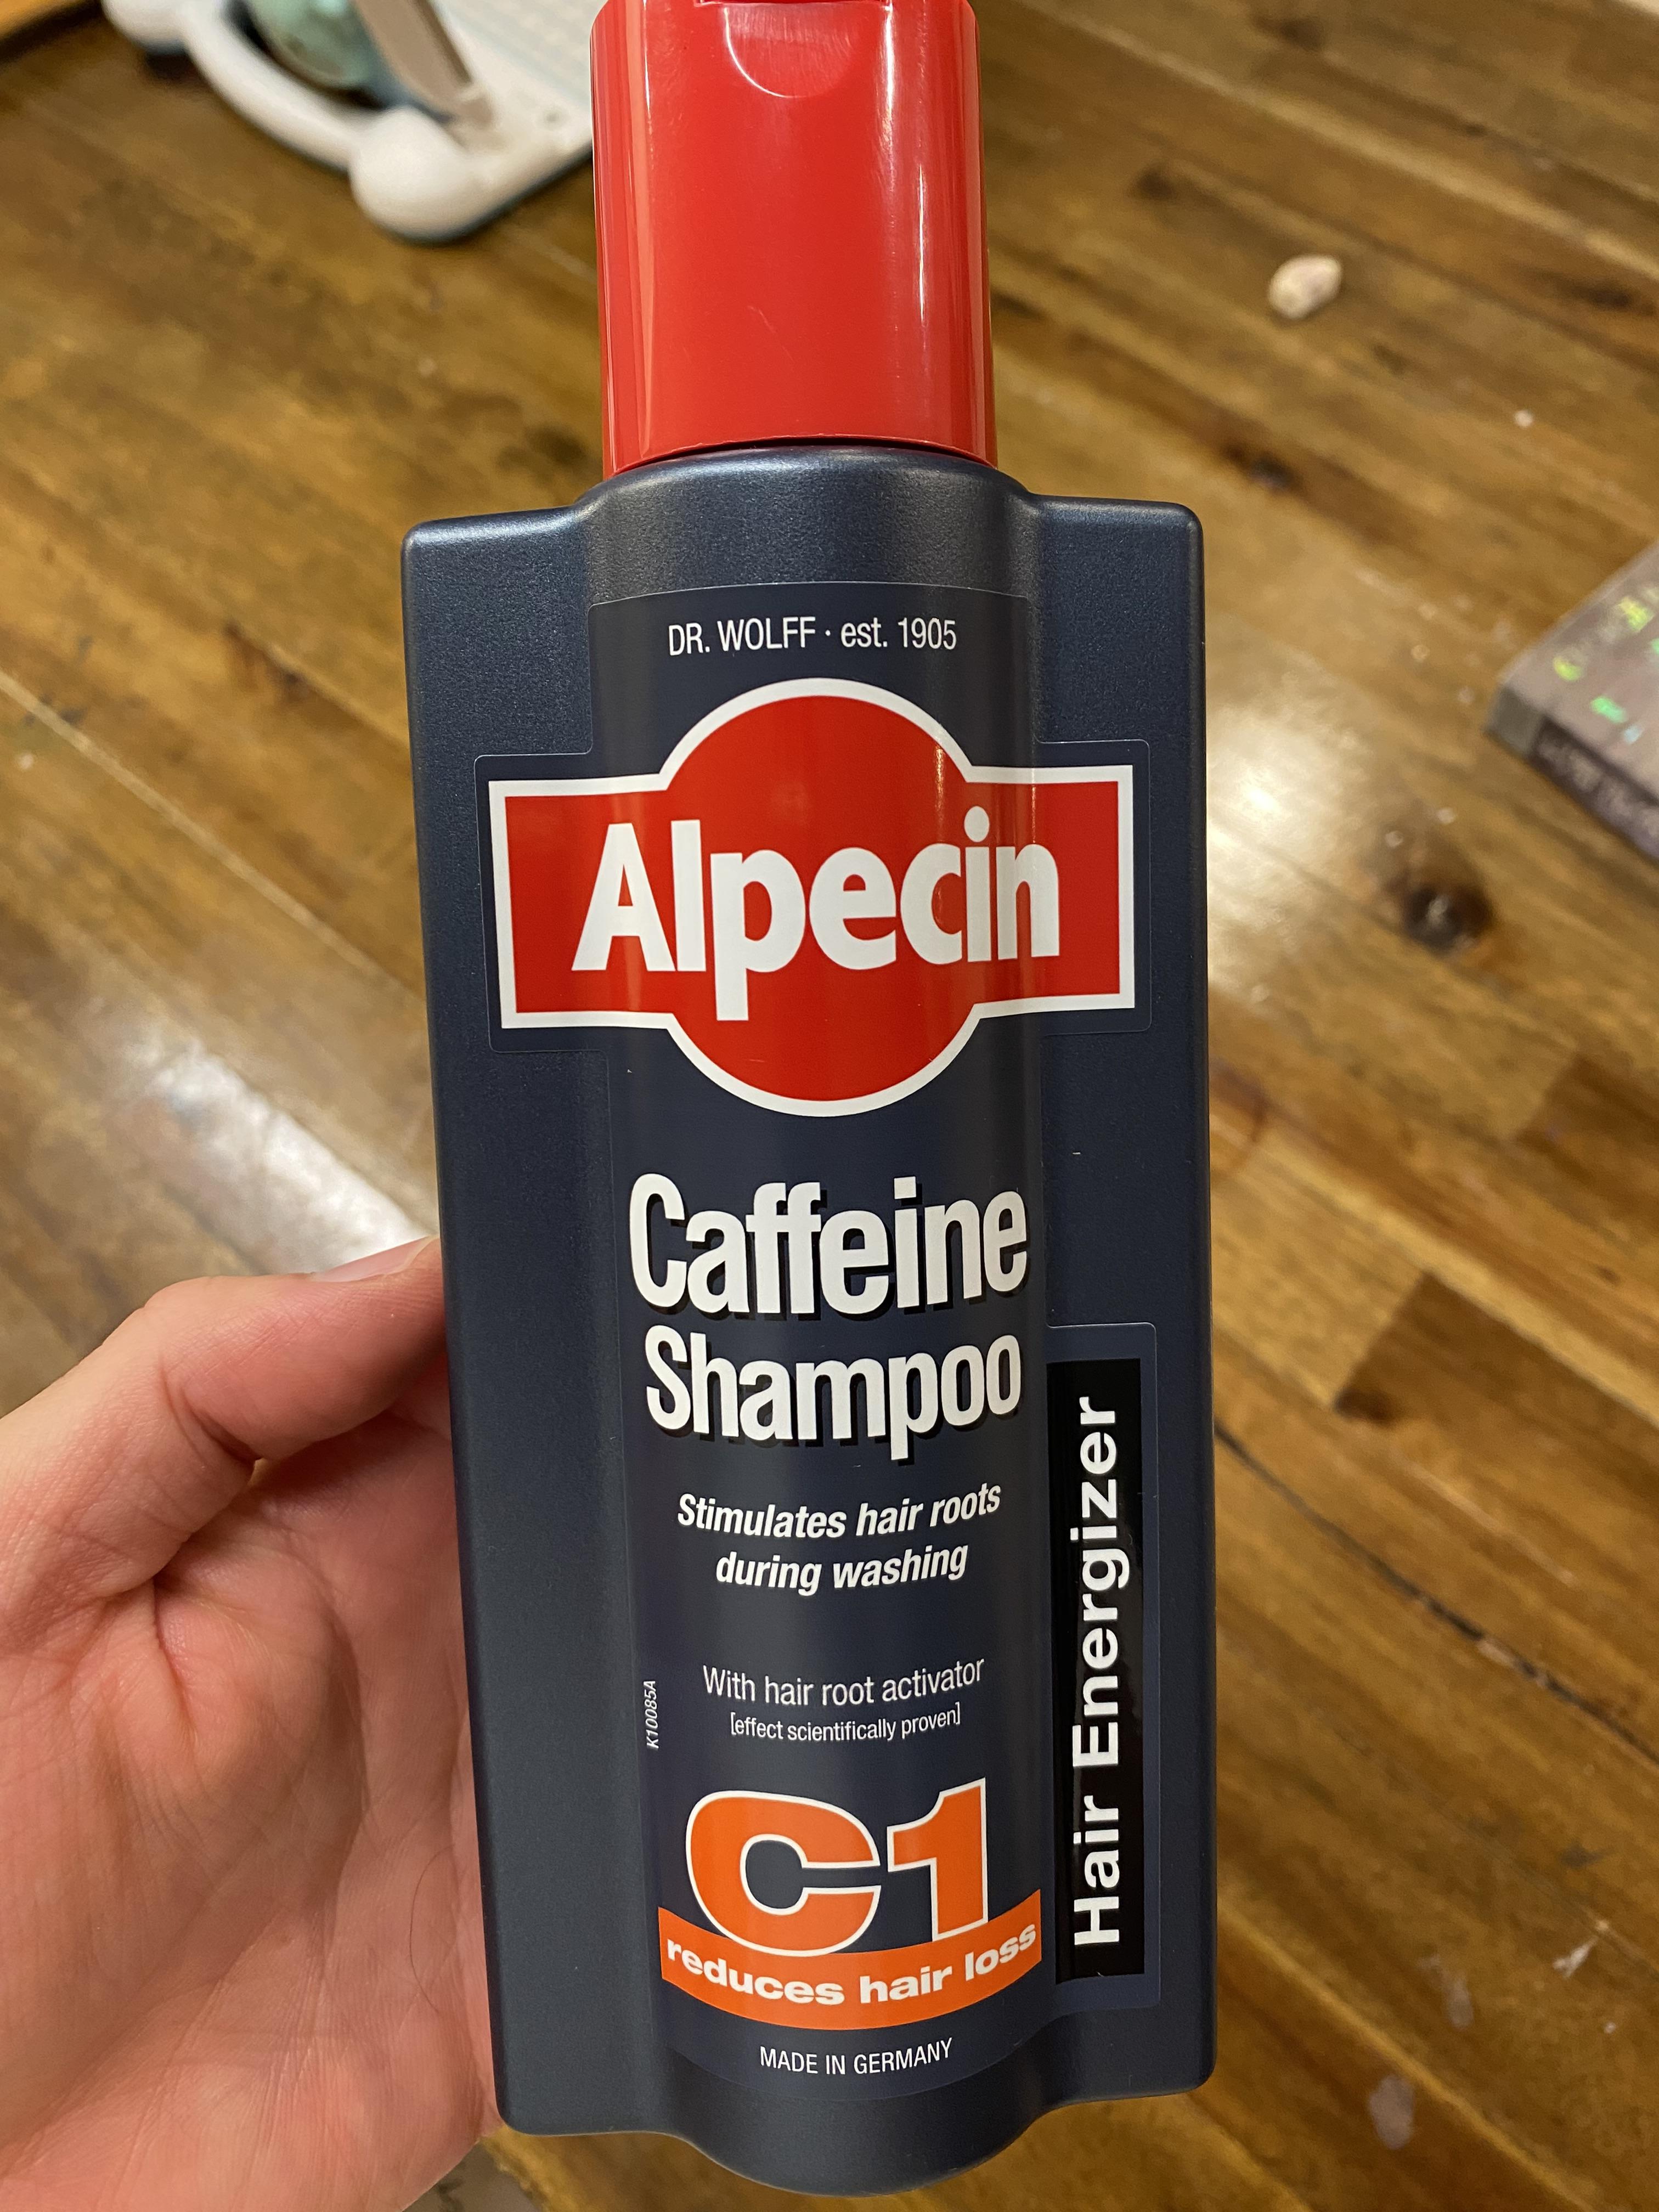 DR. WOLFF · est. 1905
Alpecin
Caffeine
Shampoo
Stimulates hair roots
during washing
With hair root activator
[effect scientifically proven]
K10085A
C1
reduces hair loss
MADE IN GERMANY
Hair Energizer